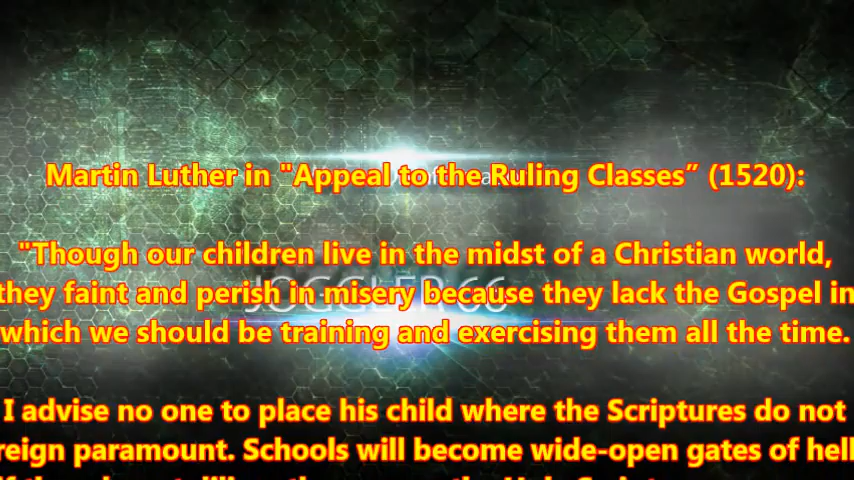 Martin Luther in "Appeal to the Ruling Classes” (1520):
"Though our children live in the midst of a Christian world,
JOGGLER66
they faint and perish in misery because they lack the Gospel in
which we should be training and exercising them all the time.
I advise no one to place his child where the Scriptures do not
reign paramount. Schools will become wide-open gates of hell